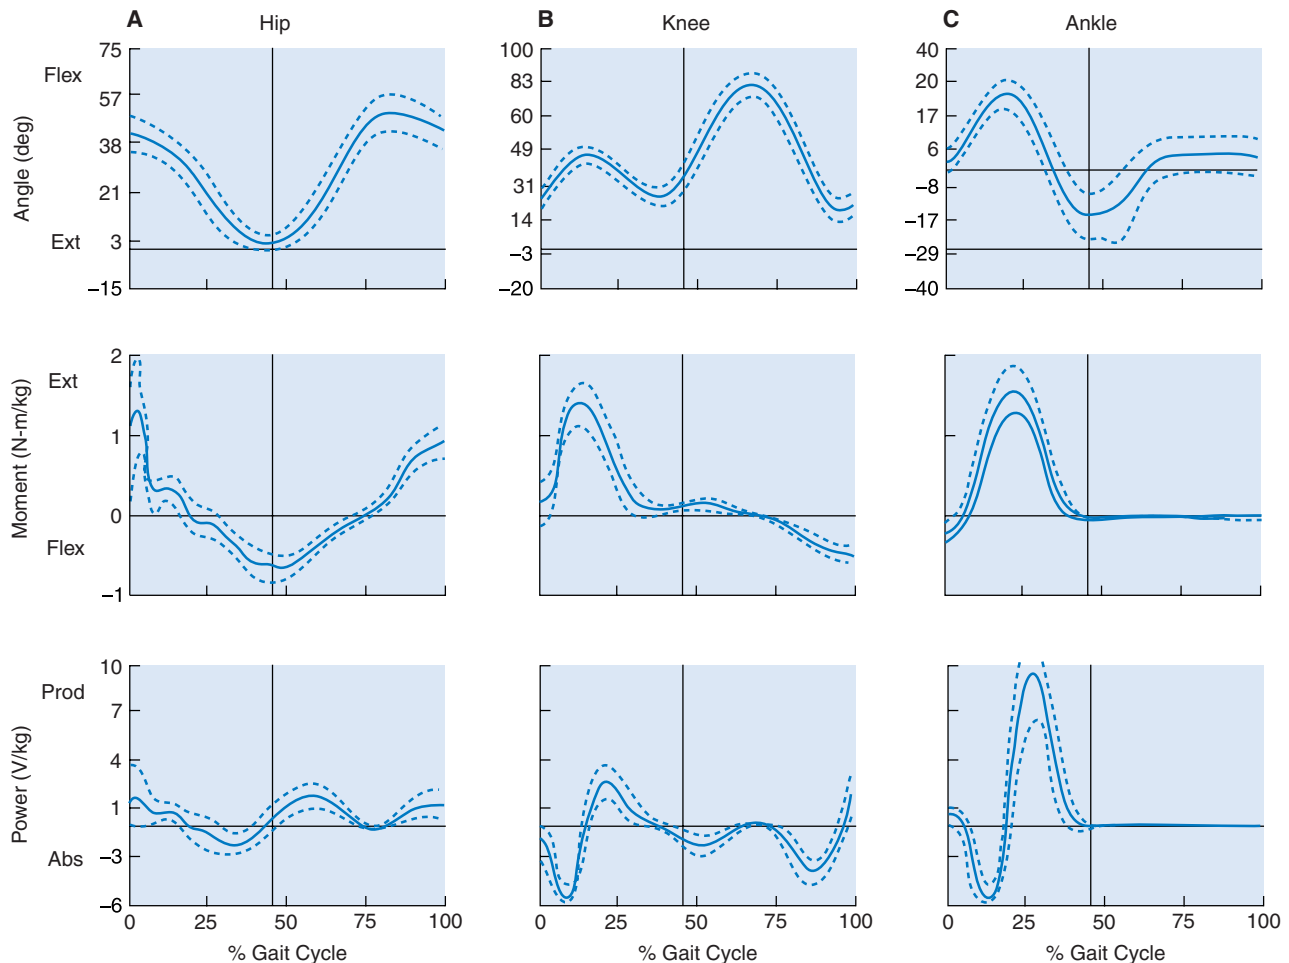 A Hip
B Knee
C Ankle
Angle (deg)
Flex
Ext
75
57
38
21
3
–15
100
83
60
49
31
14
–3
–20
40
20
17
6
–8
–17
–29
–40
Moment (N-m/kg)
Ext
Flex
2
1
0
–1
Power (V/kg)
Prod
Abs
10
7
4
1
–3
–6
0 25 50 75 100
0 25 50 75 100
0 25 50 75 100
% Gait Cycle
% Gait Cycle
% Gait Cycle